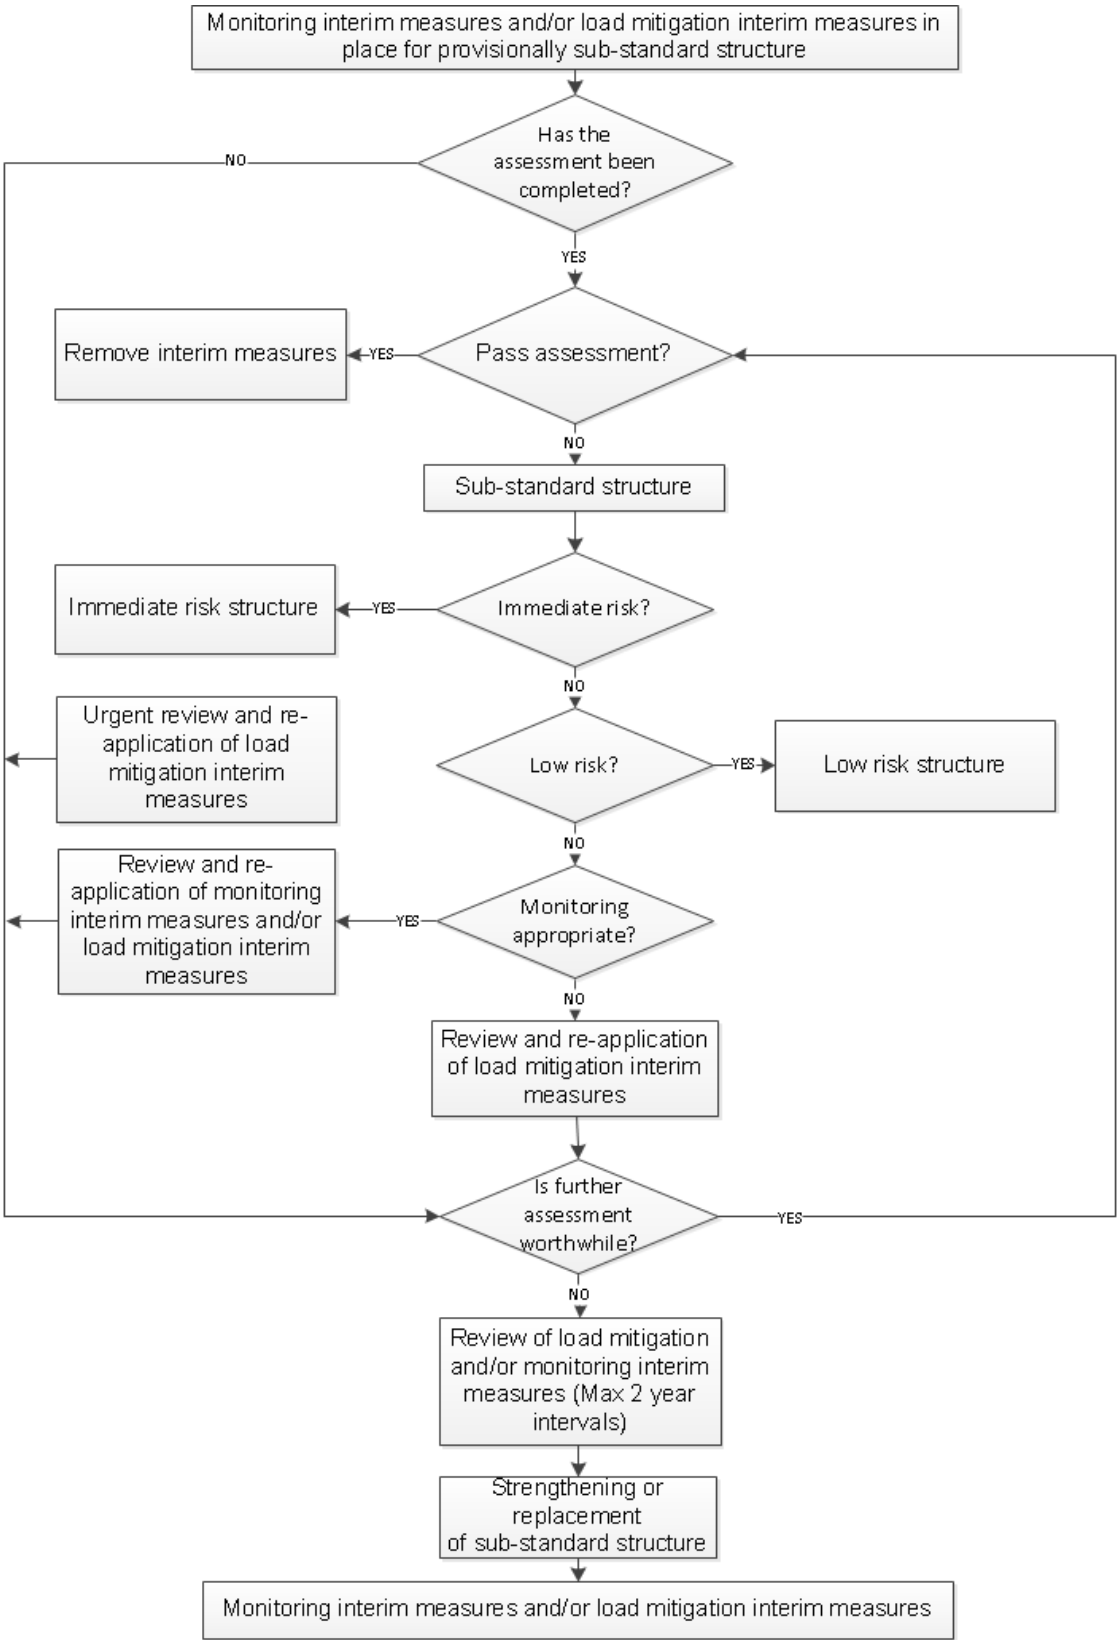 Monitoring interim measures and/or load mitigation interim measures in
place for provisionally sub-standard structure
Has the
assessment been
completed?
NO
YES
Remove interim measures
YES
Pass assessment?
NO
Sub-standard structure
Immediate risk structure
YES
Immediate risk?
NO
Urgent review and re-
application of load
mitigation interim
measures
Low risk?
YES
Low risk structure
NO
Review and re-
application of monitoring
interim measures and/or
load mitigation interim
measures
YES
Monitoring
appropriate?
NO
Review and re-application
of load mitigation interim
measures
Is further
assessment
worthwhile?
YES
NO
Review of load mitigation
and/or monitoring interim
measures (Max 2 year
intervals)
Strengthening or
replacement
of sub-standard structure
Monitoring interim measures and/or load mitigation interim measures